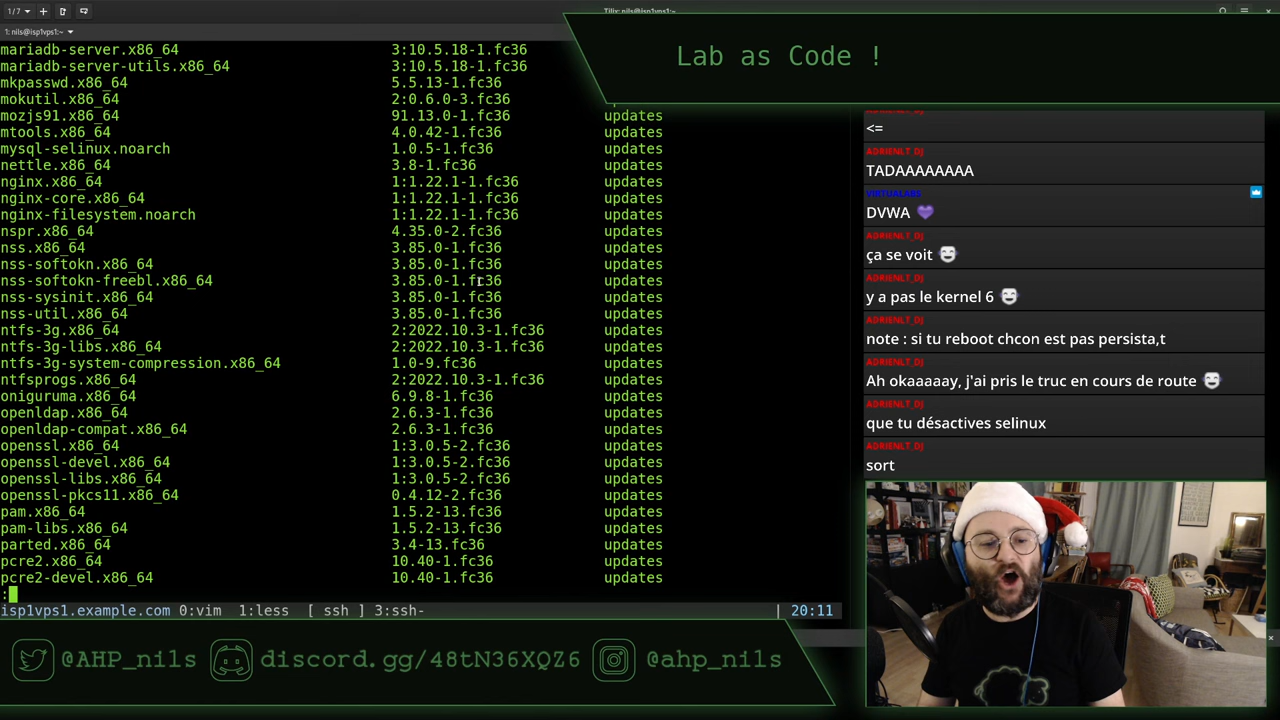 1/7
Tilix: nils@isp1vps1:~
1: nils@isp1vps1:~
Lab as Code !
mariadb-server.x86_64 3:10.5.18-1.fc36
mariadb-server-utils.x86_64 3:10.5.18-1.fc36
mkpasswd.x86_64 5.5.13-1.fc36
mokutil.x86_64 2:0.6.0-3.fc36
mozjs91.x86_64 91.13.0-1.fc36 updates
mtools.x86_64 4.0.42-1.fc36 updates
mysql-selinux.noarch 1.0.5-1.fc36 updates
nettle.x86_64 3.8-1.fc36 updates
nginx.x86_64 1:1.22.1-1.fc36 updates
nginx-core.x86_64 1:1.22.1-1.fc36 updates
nginx-filesystem.noarch 1:1.22.1-1.fc36 updates
nspr.x86_64 4.35.0-2.fc36 updates
nss.x86_64 3.85.0-1.fc36 updates
nss-softokn.x86_64 3.85.0-1.fc36 updates
nss-softokn-freebl.x86_64 3.85.0-1.fc36 updates
nss-sysinit.x86_64 3.85.0-1.fc36 updates
nss-util.x86_64 3.85.0-1.fc36 updates
ntfs-3g.x86_64 2:2022.10.3-1.fc36 updates
ntfs-3g-libs.x86_64 2:2022.10.3-1.fc36 updates
ntfs-3g-system-compression.x86_64 1.0-9.fc36 updates
ntfsprogs.x86_64 2:2022.10.3-1.fc36 updates
oniguruma.x86_64 6.9.8-1.fc36 updates
openldap.x86_64 2.6.3-1.fc36 updates
openldap-compat.x86_64 2.6.3-1.fc36 updates
openssl.x86_64 1:3.0.5-2.fc36 updates
openssl-devel.x86_64 1:3.0.5-2.fc36 updates
openssl-libs.x86_64 1:3.0.5-2.fc36 updates
openssl-pkcs11.x86_64 0.4.12-2.fc36 updates
pam.x86_64 1.5.2-13.fc36 updates
pam-libs.x86_64 1.5.2-13.fc36 updates
parted.x86_64 3.4-13.fc36 updates
pcre2.x86_64 10.40-1.fc36 updates
pcre2-devel.x86_64 10.40-1.fc36 updates
:
isp1vps1.example.com 0:vim 1:less [ ssh ] 3:ssh- | 20:11
ADRIENLT_DJ
<=
ADRIENLT_DJ
TADAAAAAAAA
VIRTUALABS
DVWA 💜
ADRIENLT_DJ
ça se voit
ADRIENLT_DJ
y a pas le kernel 6
ADRIENLT_DJ
note : si tu reboot chcon est pas persista,t
ADRIENLT_DJ
Ah okaaaaay, j'ai pris le truc en cours de route
ADRIENLT_DJ
que tu désactives selinux
ADRIENLT_DJ
sort
@AHP_nils discord.gg/48tN36XQZ6 @ahp_nils